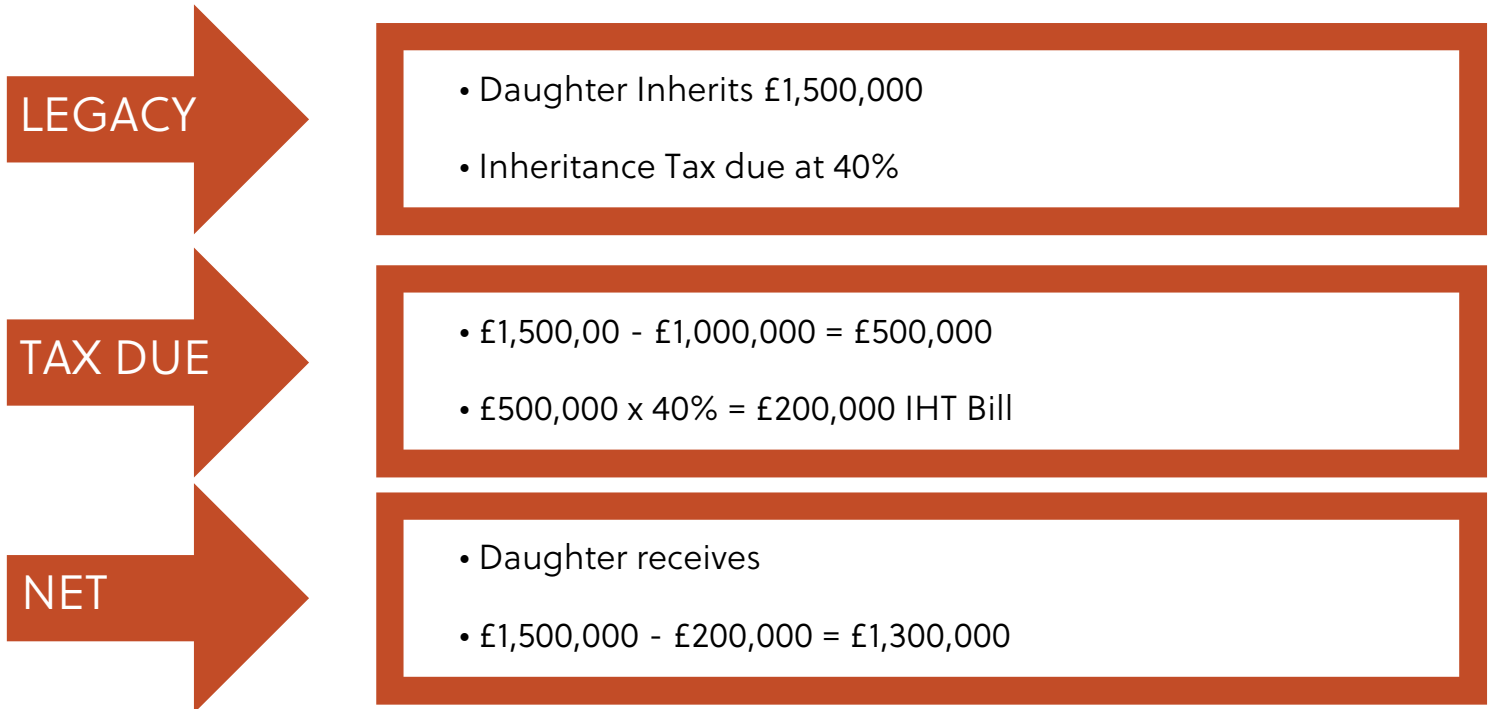 LEGACY
• Daughter Inherits £1,500,000
• Inheritance Tax due at 40%
TAX DUE
• £1,500,00 - £1,000,000 = £500,000
• £500,000 x 40% = £200,000 IHT Bill
NET
• Daughter receives
• £1,500,000 - £200,000 = £1,300,000